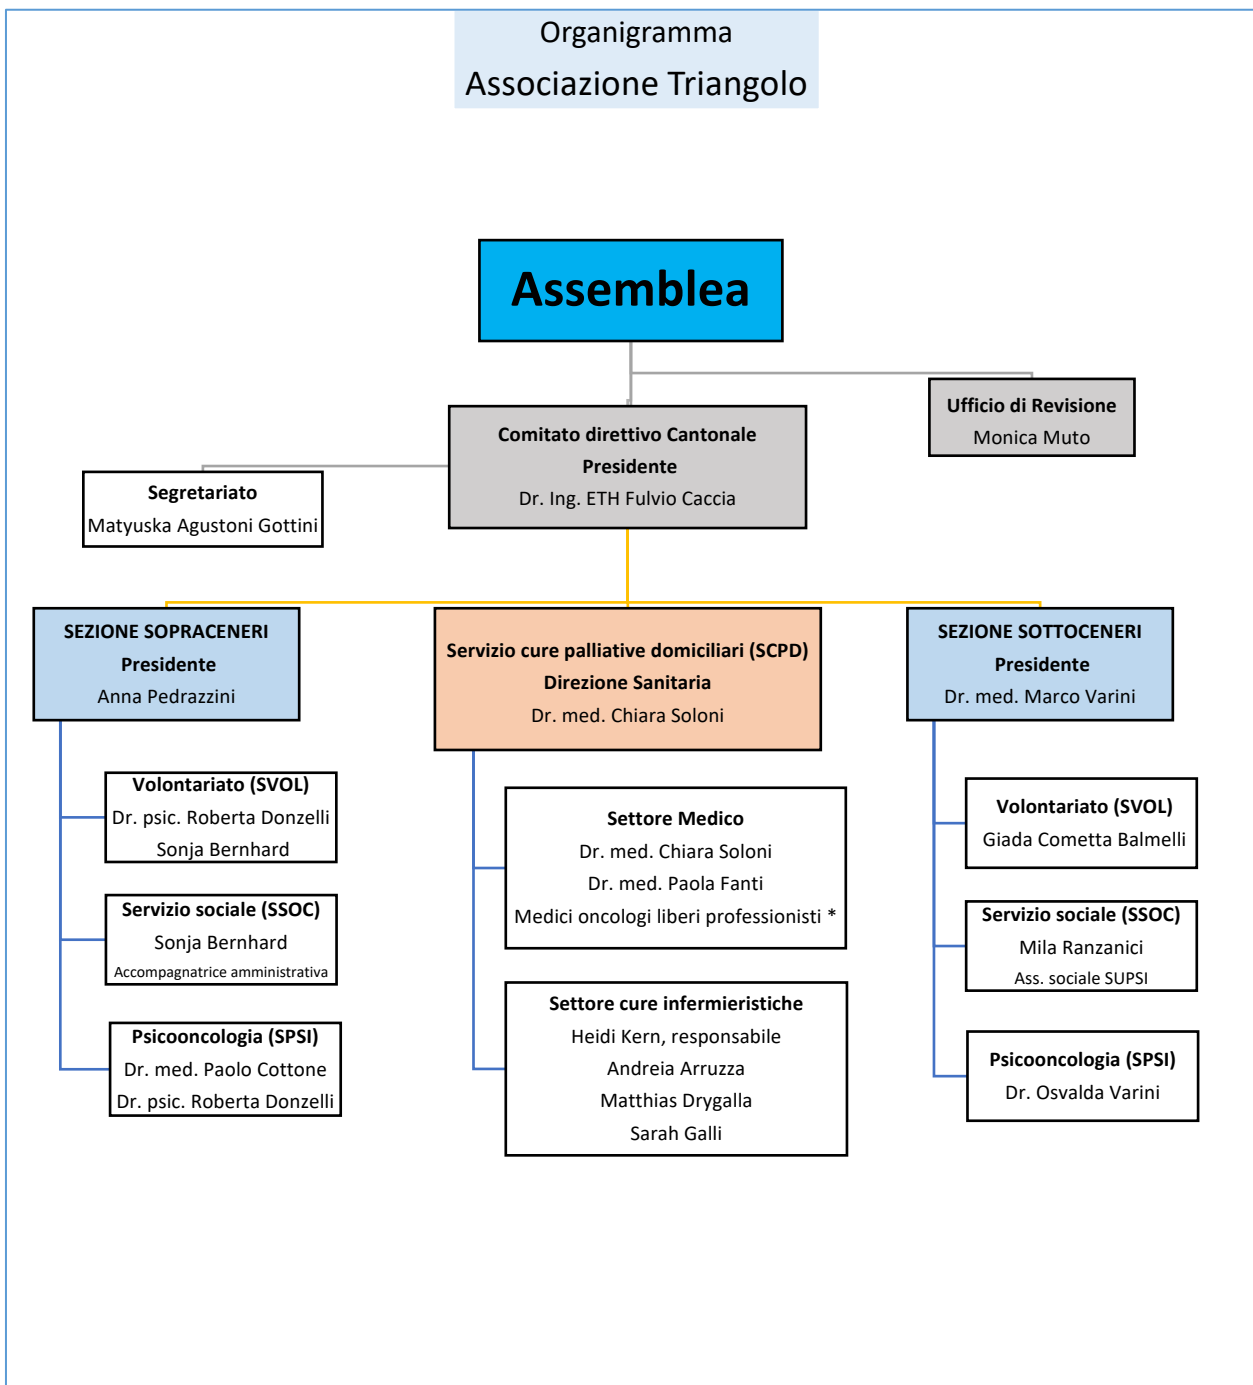 Organigramma
Associazione Triangolo
Assemblea
Ufficio di Revisione
Monica Muto
Comitato direttivo Cantonale
Presidente
Dr. Ing. ETH Fulvio Caccia
Segretariato
Matyuska Agustoni Gottini
SEZIONE SOPRACENERI
Presidente
Anna Pedrazzini
Servizio cure palliative domiciliari (SCPD)
Direzione Sanitaria
Dr. med. Chiara Soloni
SEZIONE SOTTOCENERI
Presidente
Dr. med. Marco Varini
Volontariato (SVOL)
Dr. psic. Roberta Donzelli
Sonja Bernhard
Servizio sociale (SSOC)
Sonja Bernhard
Accompagnatrice amministrativa
Psicooncologia (SPSI)
Dr. med. Paolo Cottone
Dr. psic. Roberta Donzelli
Settore Medico
Dr. med. Chiara Soloni
Dr. med. Paola Fanti
Medici oncologi liberi professionisti *
Settore cure infermieristiche
Heidi Kern, responsabile
Andreia Arruzza
Matthias Drygalla
Sarah Galli
Volontariato (SVOL)
Giada Cometta Balmelli
Servizio sociale (SSOC)
Mila Ranzanici
Ass. sociale SUPSI
Psicooncologia (SPSI)
Dr. Osvalda Varini